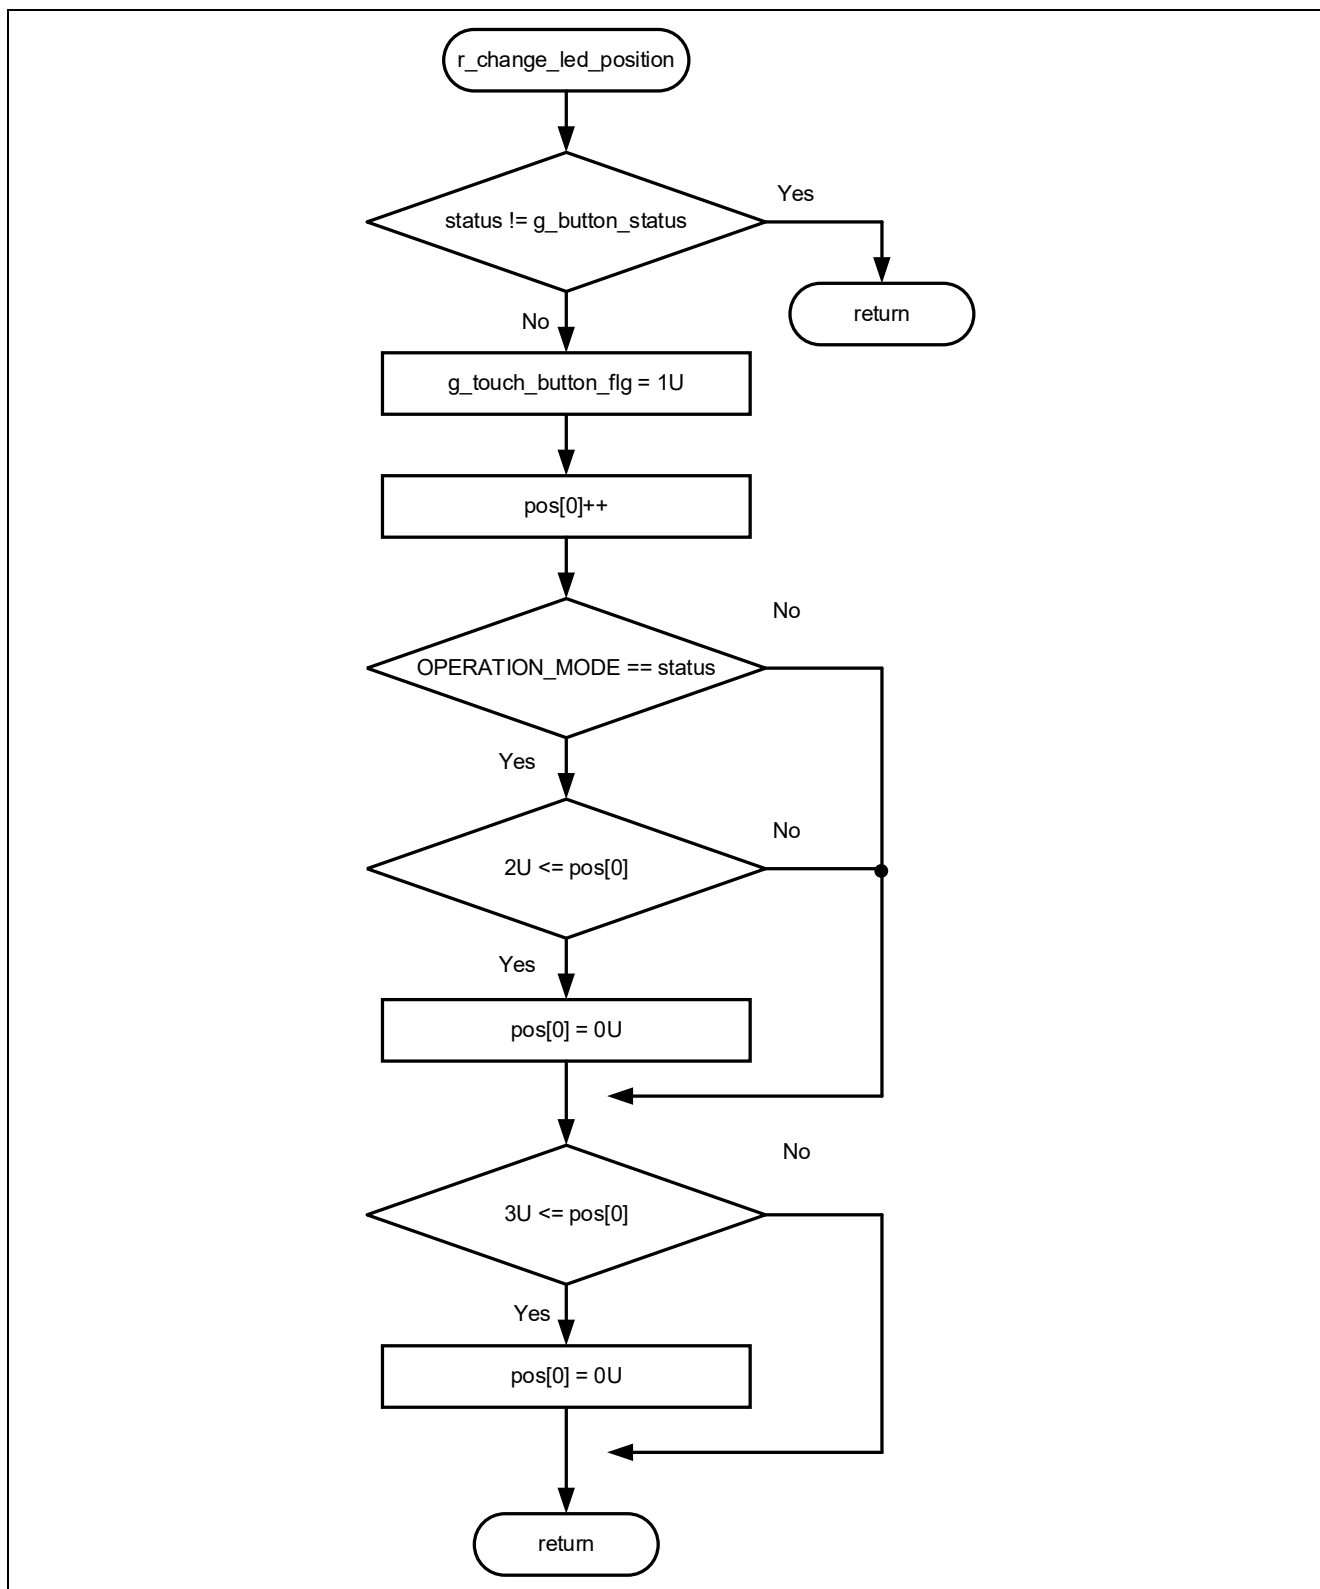 r_change_led_position
Yes
status != g_button_status
return
No
g_touch_button_flg = 1U
pos[0]++
No
OPERATION_MODE == status
Yes
No
2U <= pos[0]
Yes
pos[0] = 0U
No
3U <= pos[0]
Yes
pos[0] = 0U
return